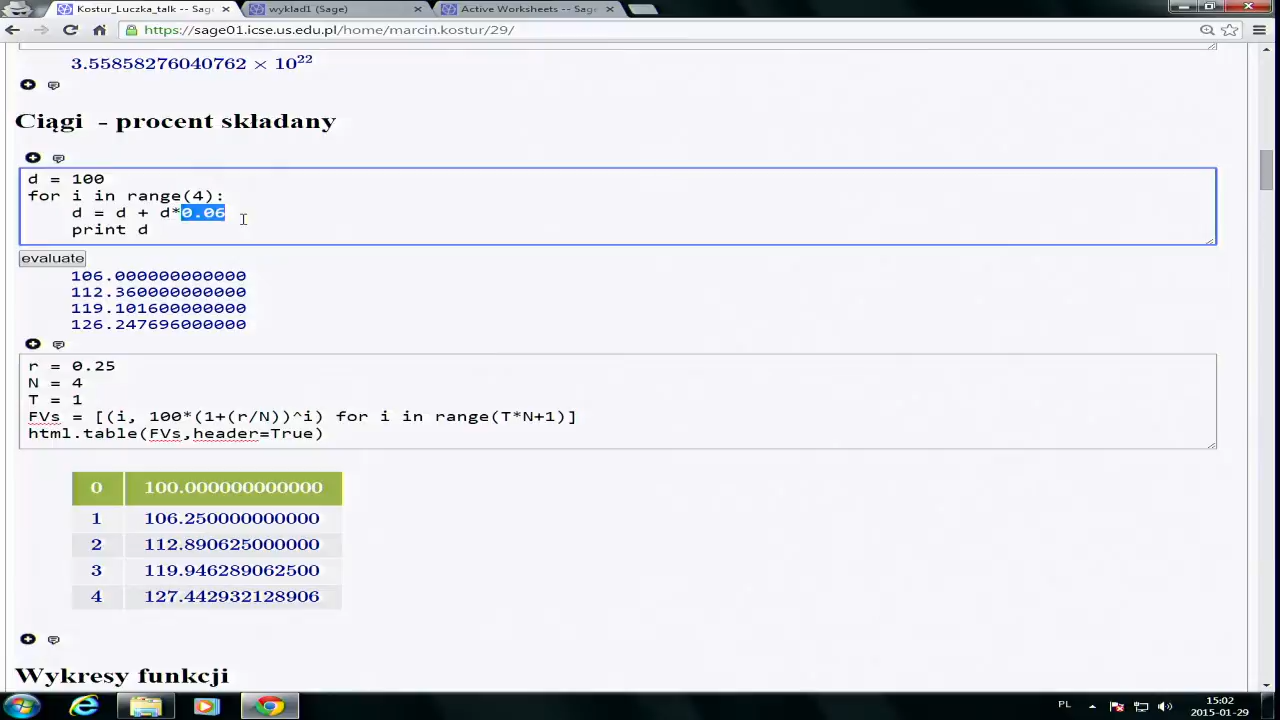 Kostur_Luczka_talk -- Sage
wyklad1 (Sage)
Active Worksheets -- Sage
https://sage01.icse.us.edu.pl/home/marcin.kostur/29/
3.55858276040762 × 10^22
Ciągi - procent składany
d = 100
for i in range(4):
d = d + d*0.06
print d
evaluate
106.000000000000
112.360000000000
119.101600000000
126.247696000000
r = 0.25
N = 4
T = 1
FVs = [(i, 100*(1+(r/N))^i) for i in range(T*N+1)]
html.table(FVs,header=True)
0 100.000000000000
1 106.250000000000
2 112.890625000000
3 119.946289062500
4 127.442932128906
Wykresy funkcji
PL
15:02
2015-01-29